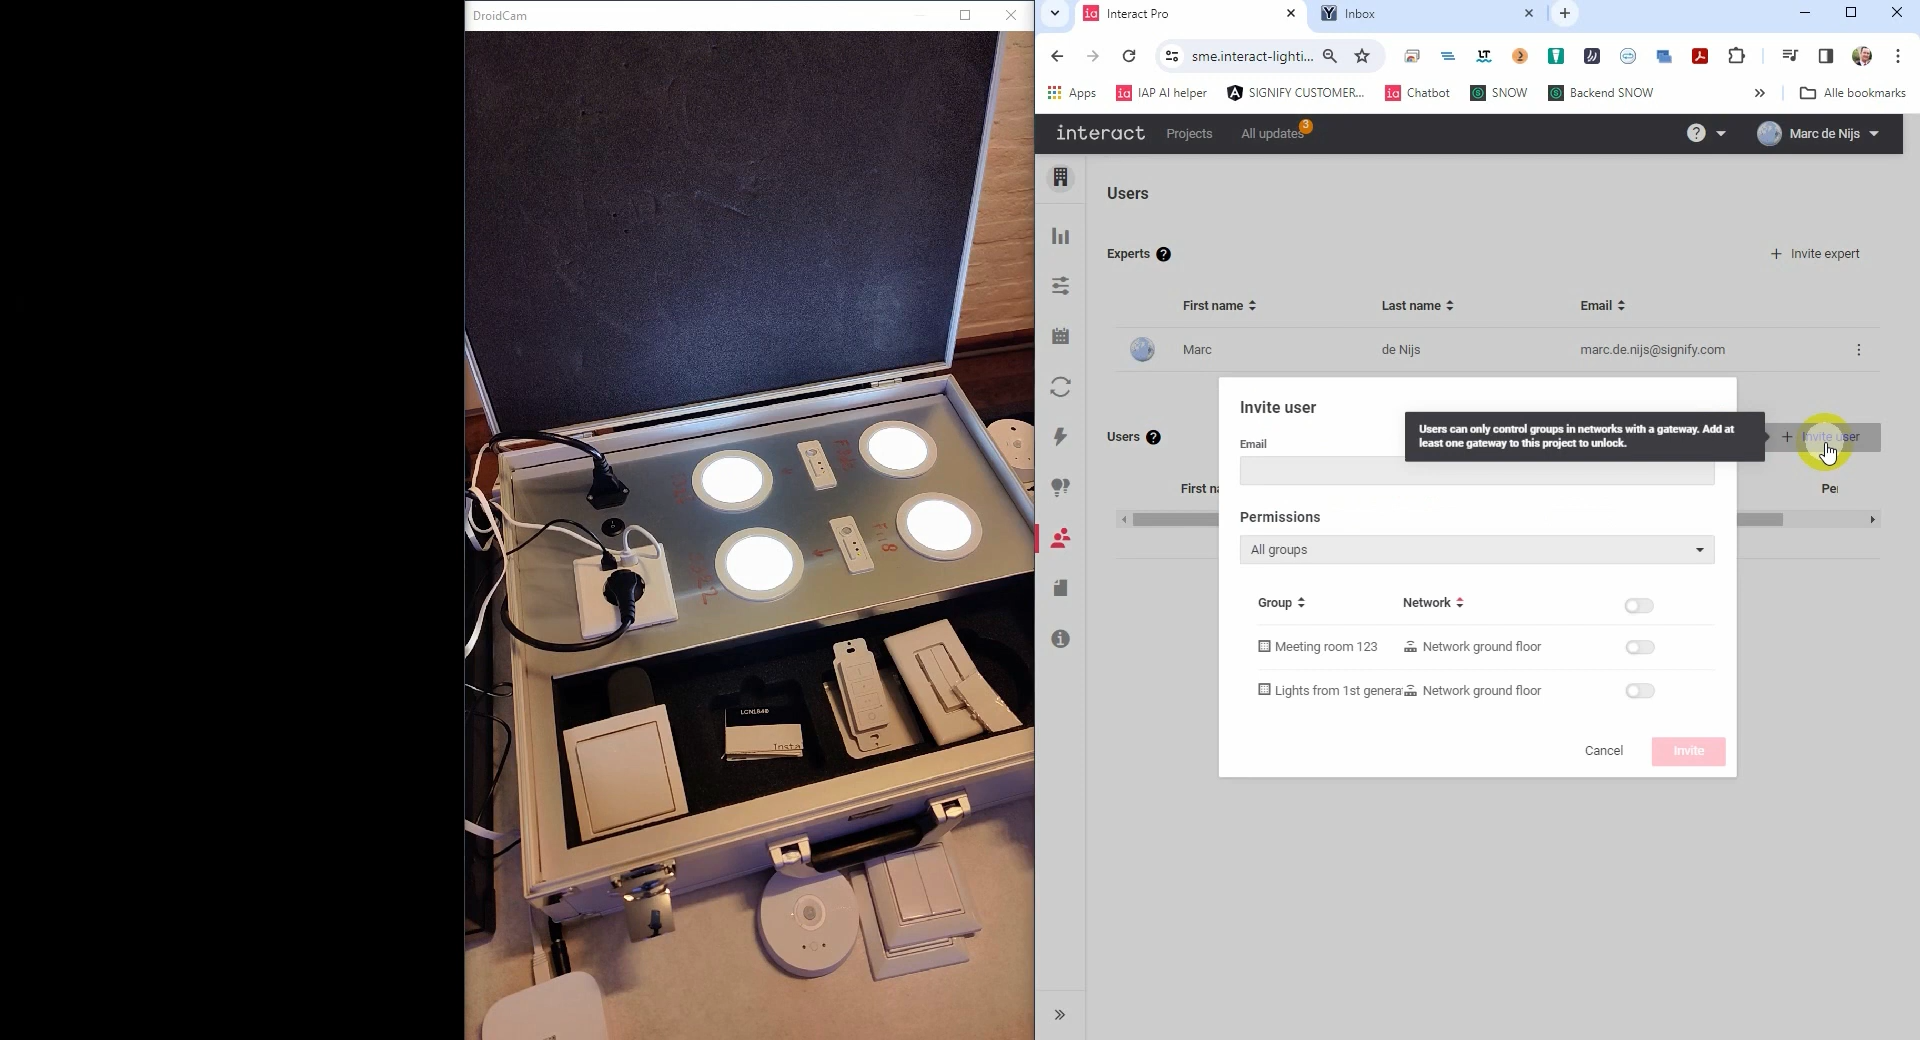 DroidCam
Interact Pro
Inbox
sme.interact-lighti...
Apps
IAP AI helper
SIGNIFY CUSTOMER...
Chatbot
SNOW
Backend SNOW
Alle bookmarks
interact
Projects
All updates
3
Marc de Nijs
Users
Experts
Invite expert
First name
Last name
Email
Marc
de Nijs
marc.de.nijs@signify.com
Users
Invite user
First na
Per
Invite user
Email
Users can only control groups in networks with a gateway. Add at
least one gateway to this project to unlock.
Permissions
All groups
Group
Network
Meeting room 123
Network ground floor
Lights from 1st genera
Network ground floor
Cancel
Invite
LCN1840
Insta